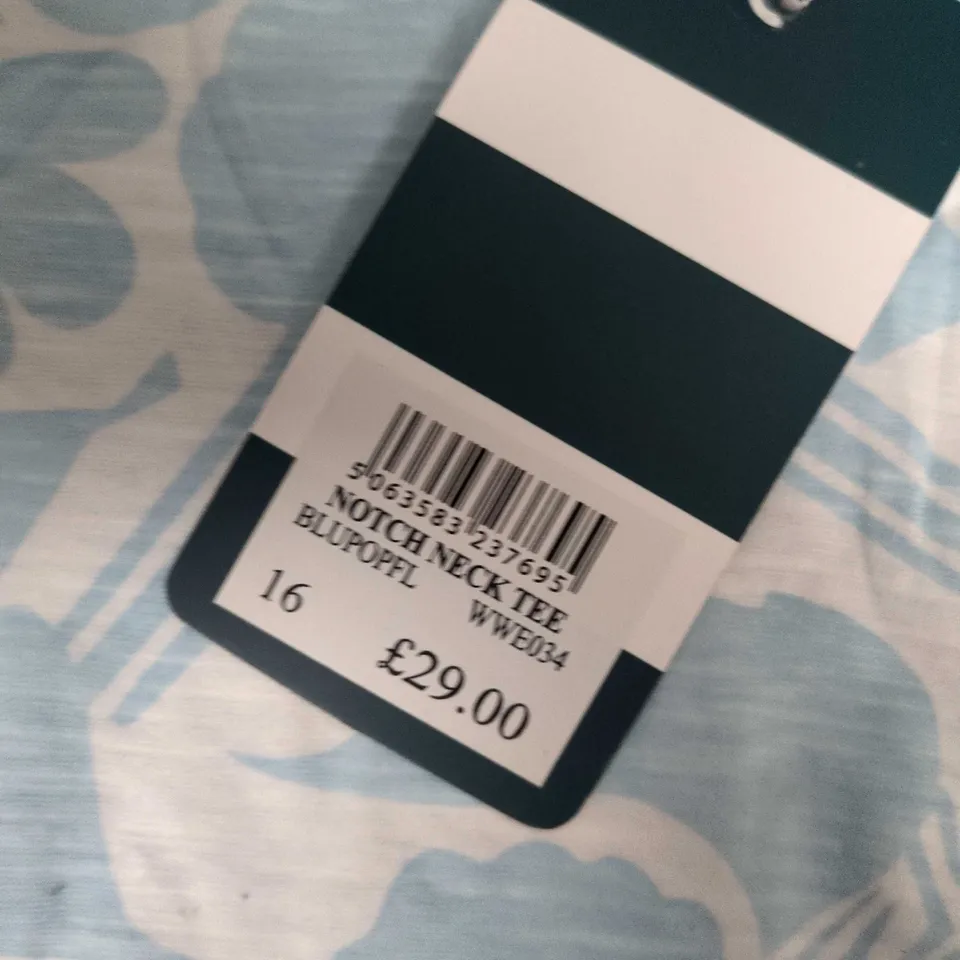 5 063583 237695
NOTCH NECK TEE
BLUPOPFL WWE034
16
£29.00